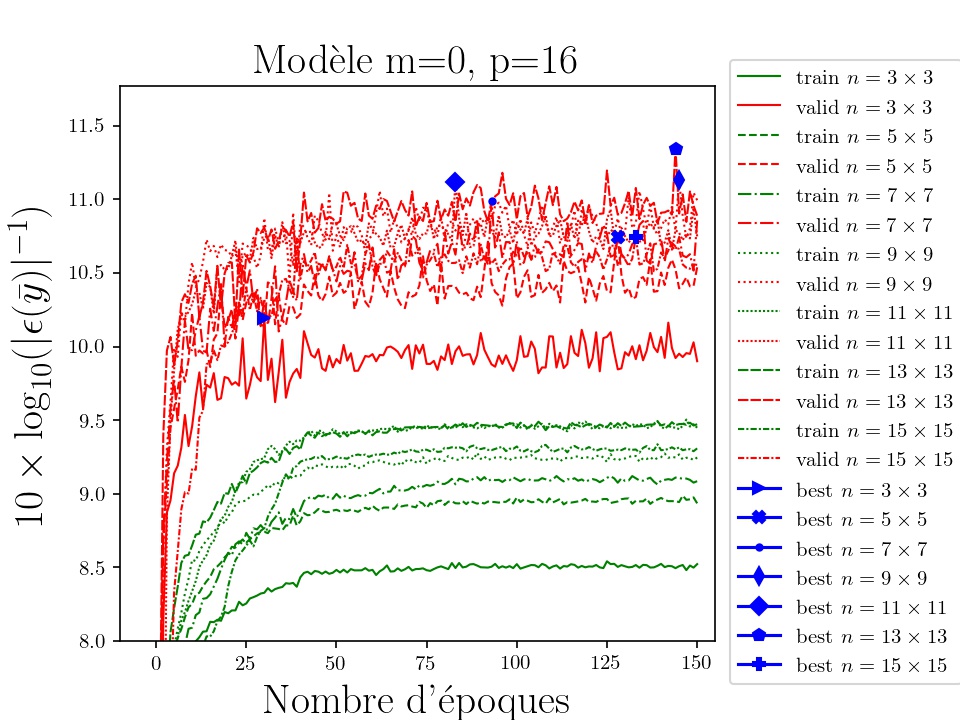 Modèle m=0, p=16
10 × log₁₀(|ϵ(ȳ)|⁻¹)
11.5
11.0
10.5
10.0
9.5
9.0
8.5
8.0
0 25 50 75 100 125 150
Nombre d'époques
train n = 3 × 3
valid n = 3 × 3
train n = 5 × 5
valid n = 5 × 5
train n = 7 × 7
valid n = 7 × 7
train n = 9 × 9
valid n = 9 × 9
train n = 11 × 11
valid n = 11 × 11
train n = 13 × 13
valid n = 13 × 13
train n = 15 × 15
valid n = 15 × 15
best n = 3 × 3
best n = 5 × 5
best n = 7 × 7
best n = 9 × 9
best n = 11 × 11
best n = 13 × 13
best n = 15 × 15